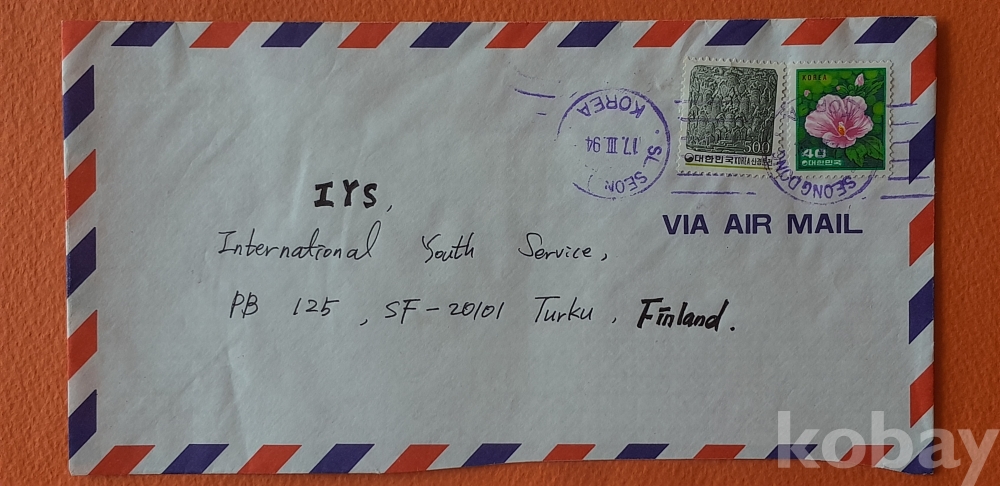 KOREA
500
대한민국 KOREA
40
대한민국
KOREA
17.III.94
SL SEON
SEONGDONG
VIA AIR MAIL
IYS,
International Youth Service,
PB 125, SF-20101 Turku, Finland.
kobay